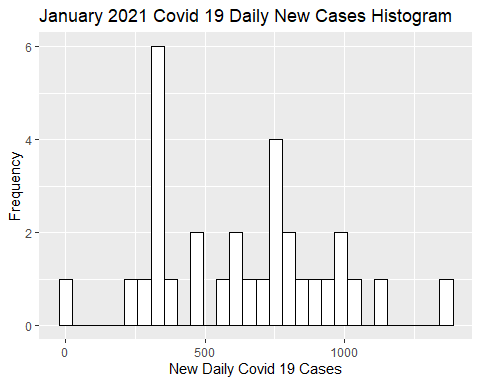 January 2021 Covid 19 Daily New Cases Histogram
6
4
2
0
Frequency
0 500 1000
New Daily Covid 19 Cases